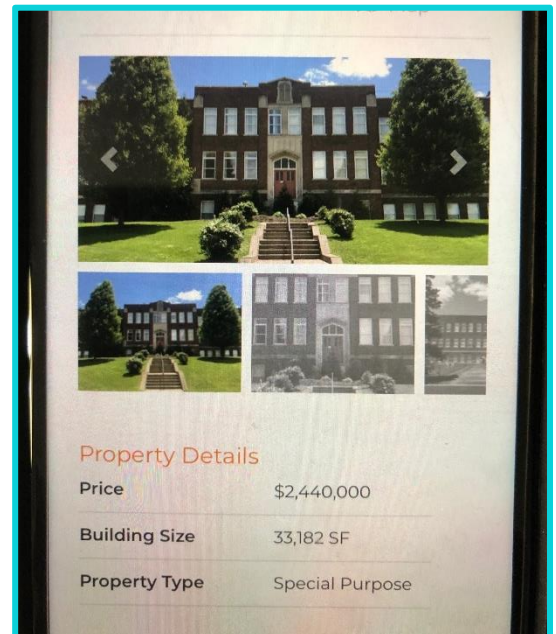 Property Details
Price $2,440,000
Building Size 33,182 SF
Property Type Special Purpose